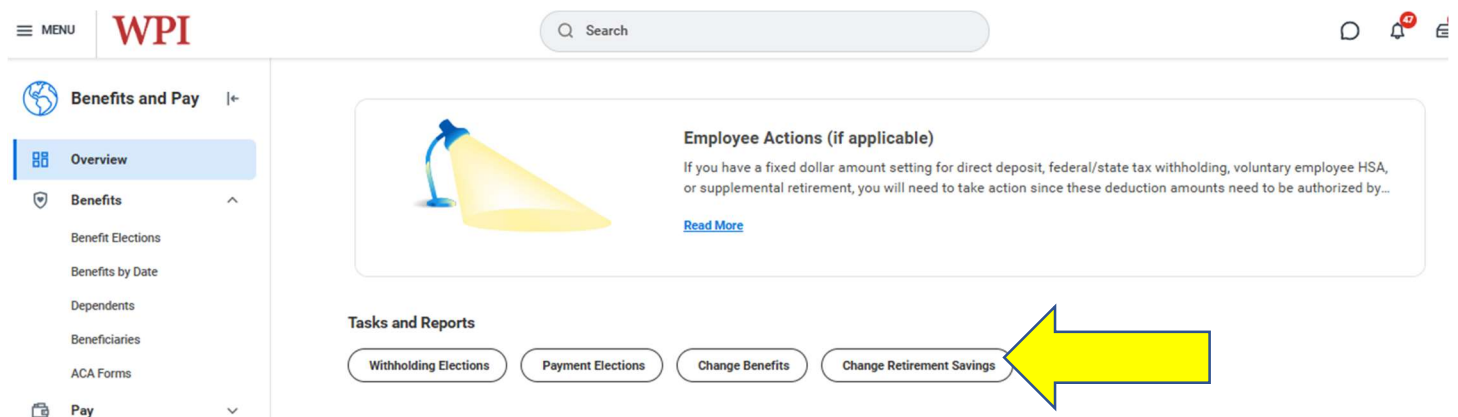 MENU
WPI
Search
47
Benefits and Pay
Overview
Benefits
Benefit Elections
Benefits by Date
Dependents
Beneficiaries
ACA Forms
Pay
Employee Actions (if applicable)
If you have a fixed dollar amount setting for direct deposit, federal/state tax withholding, voluntary employee HSA,
or supplemental retirement, you will need to take action since these deduction amounts need to be authorized by...
Read More
Tasks and Reports
Withholding Elections
Payment Elections
Change Benefits
Change Retirement Savings